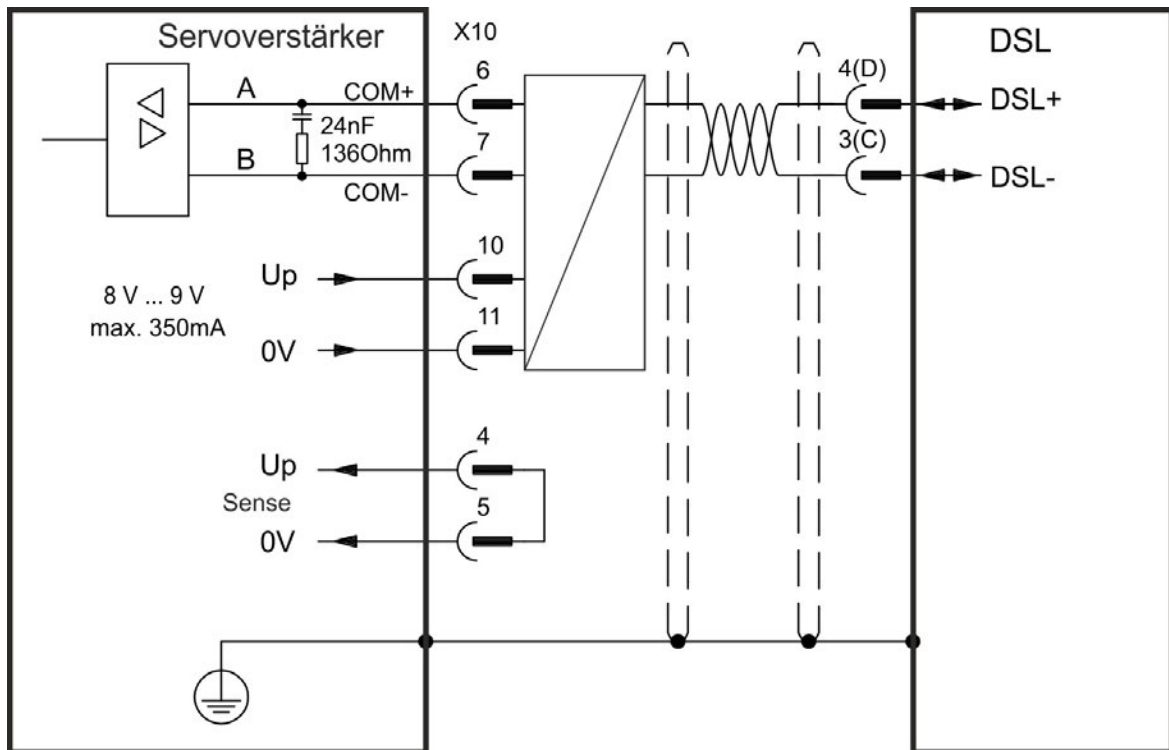 Servoverstärker
X10
DSL
A
COM+
6
4(D)
DSL+
24nF
136Ohm
7
3(C)
B
COM-
DSL-
10
Up
8 V ... 9 V
max. 350mA
11
0V
4
Up
Sense
5
0V